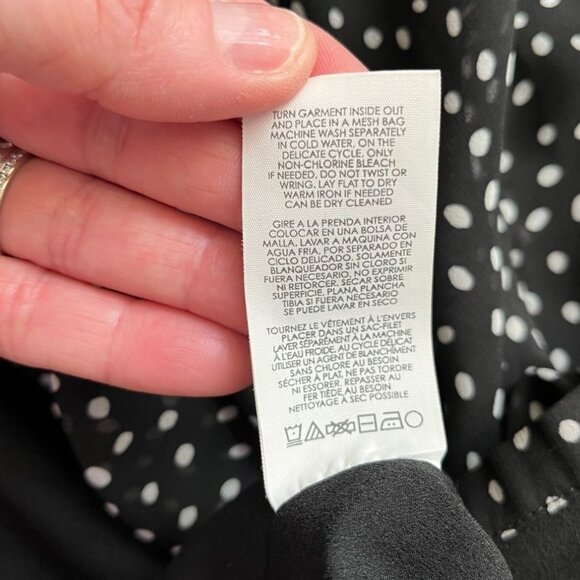 TURN GARMENT INSIDE OUT
AND PLACE IN A MESH BAG
MACHINE WASH SEPARATELY
IN COLD WATER, ON THE
DELICATE CYCLE. ONLY
NON-CHLORINE BLEACH
IF NEEDED. DO NOT TWIST OR
WRING. LAY FLAT TO DRY
WARM IRON IF NEEDED
CAN BE DRY CLEANED
GIRE A LA PRENDA INTERIOR
COLOCAR EN UNA BOLSA DE
MALLA. LAVAR A MAQUINA CON
AGUA FRIA, POR SEPARADO EN
CICLO DELICADO. SOLAMENTE
BLANQUEADOR SIN CLORO SI
FUERA NECESARIO. NO EXPRIMIR
NI RETORCER. SECAR SOBRE
SUPERFICIE, PLANA PLANCHA
TIBIA SI FUERA NECESARIO
SE PUEDE LAVAR EN SECO
TOURNEZ LE VÊTEMENT À L'ENVERS
PLACER DANS UN SAC-FILET
LAVER SÉPARÉMENT À LA MACHINE
À L'EAU FROIDE, AU CYCLE DÉLICAT
UTILISER UN AGENT DE BLANCHIMENT
SANS CHLORE AU BESOIN
SÉCHER À PLAT. NE PAS TORDRE
NI ESSORER. REPASSER AU
FER TIÈDE AU BESOIN
NETTOYAGE À SEC POSSIBLE